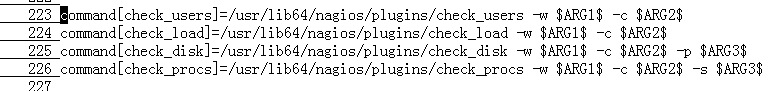 223 command[check_users]=/usr/lib64/nagios/plugins/check_users -w $ARG1$ -c $ARG2$
224 command[check_load]=/usr/lib64/nagios/plugins/check_load -w $ARG1$ -c $ARG2$
225 command[check_disk]=/usr/lib64/nagios/plugins/check_disk -w $ARG1$ -c $ARG2$ -p $ARG3$
226 command[check_procs]=/usr/lib64/nagios/plugins/check_procs -w $ARG1$ -c $ARG2$ -s $ARG3$
227